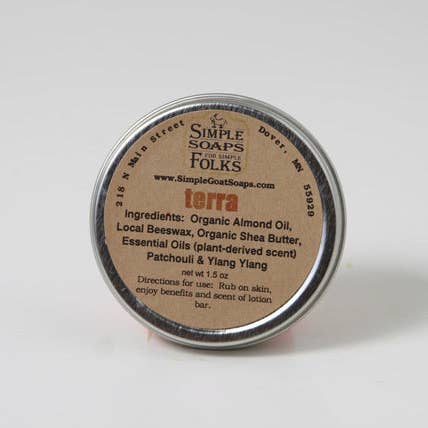 218 N Main Street
Dover, MN 55929
SIMPLE
SOAPS
FOR SIMPLE
FOLKS
www.SimpleGoatSoaps.com
terra
Ingredients: Organic Almond Oil,
Local Beeswax, Organic Shea Butter,
Essential Oils (plant-derived scent)
Patchouli & Ylang Ylang
net wt 1.5 oz
Directions for use: Rub on skin,
enjoy benefits and scent of lotion
bar.